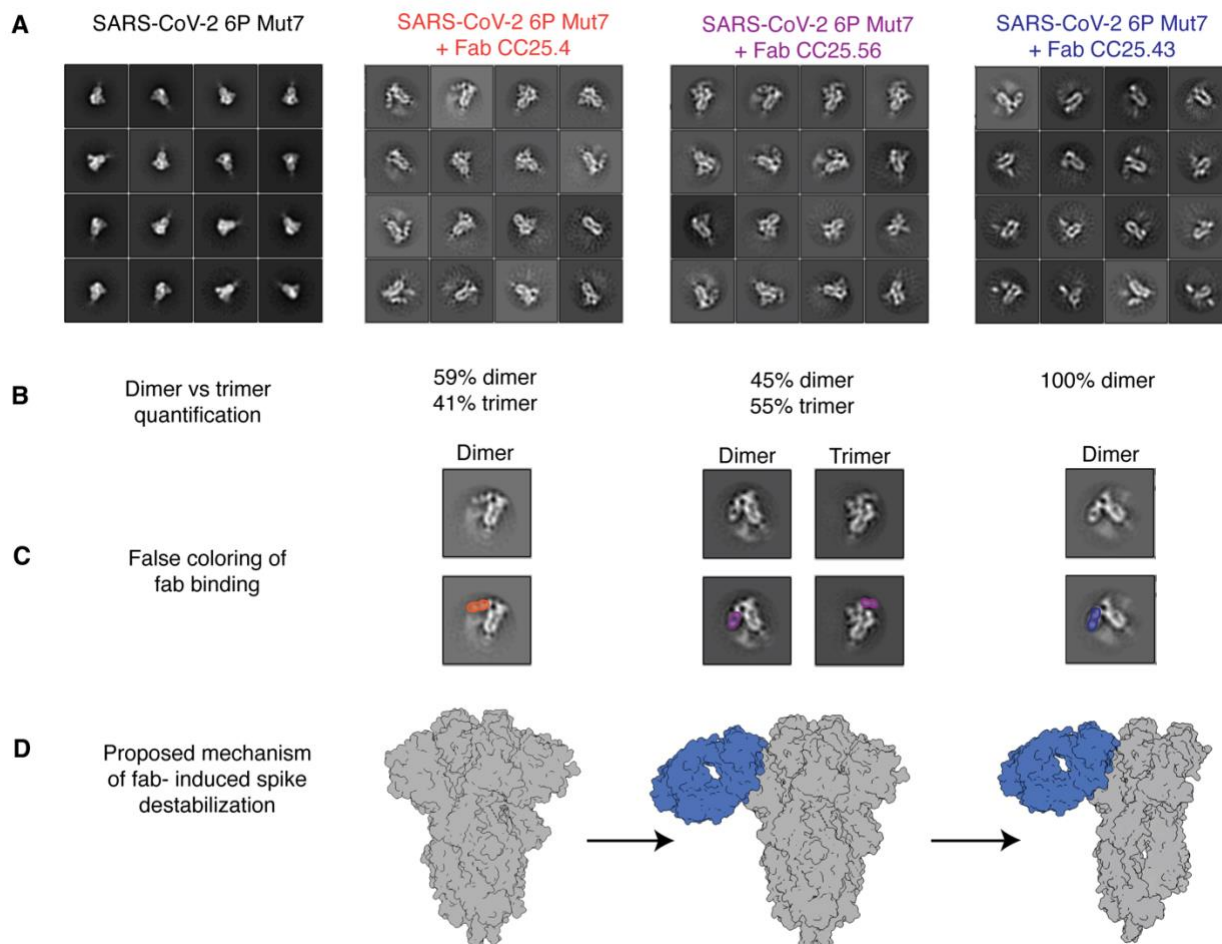 A
SARS-CoV-2 6P Mut7
SARS-CoV-2 6P Mut7
+ Fab CC25.4
SARS-CoV-2 6P Mut7
+ Fab CC25.56
SARS-CoV-2 6P Mut7
+ Fab CC25.43
B
Dimer vs trimer
quantification
59% dimer
41% trimer
45% dimer
55% trimer
100% dimer
C
False coloring of
fab binding
Dimer
Dimer
Trimer
Dimer
D
Proposed mechanism
of fab- induced spike
destabilization